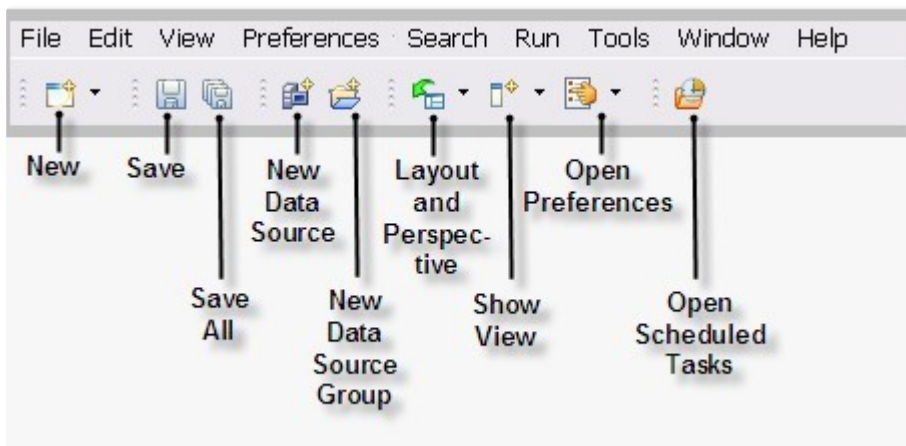 File Edit View Preferences Search Run Tools Window Help
New
Save
New
Data
Source
Layout
and
Perspec-
tive
Open
Preferences
Save
All
New
Data
Source
Group
Show
View
Open
Scheduled
Tasks